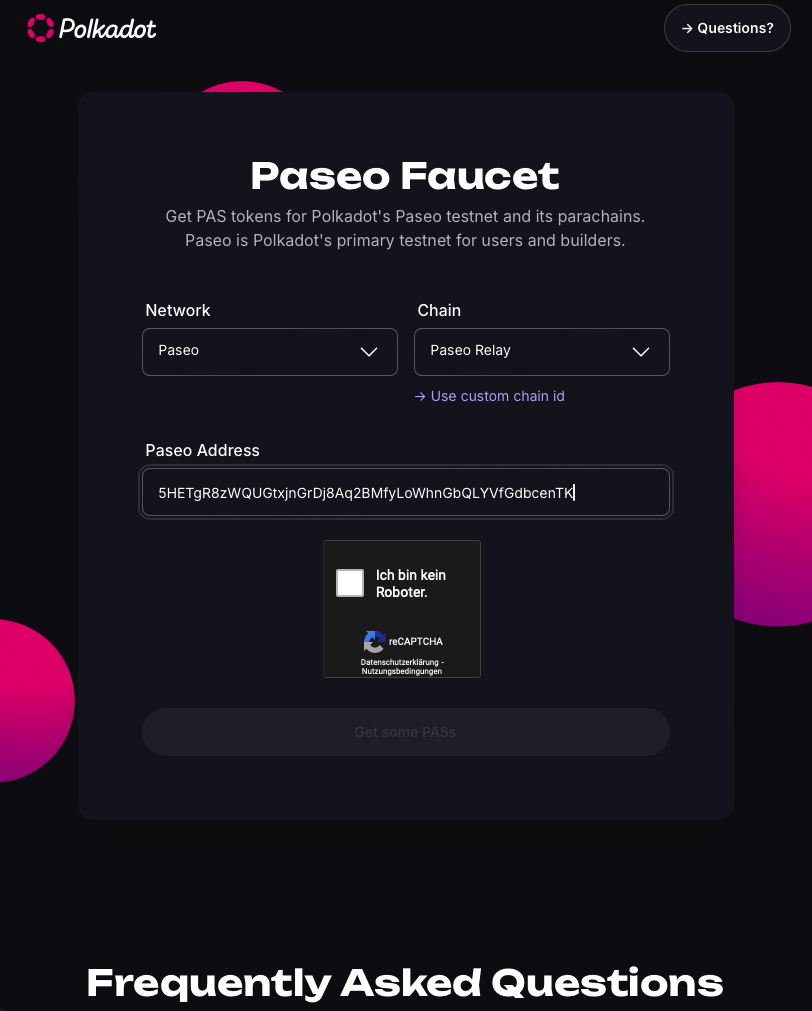 Polkadot
→ Questions?
Paseo Faucet
Get PAS tokens for Polkadot's Paseo testnet and its parachains.
Paseo is Polkadot's primary testnet for users and builders.
Network
Chain
Paseo
Paseo Relay
→ Use custom chain id
Paseo Address
5HETgR8zWQUGtxjnGrDj8Aq2BMfyLoWhnGbQLYVfGdbcenTK
Ich bin kein
Roboter.
reCAPTCHA
Datenschutzerklärung -
Nutzungsbedingungen
Get some PASs
Frequently Asked Questions